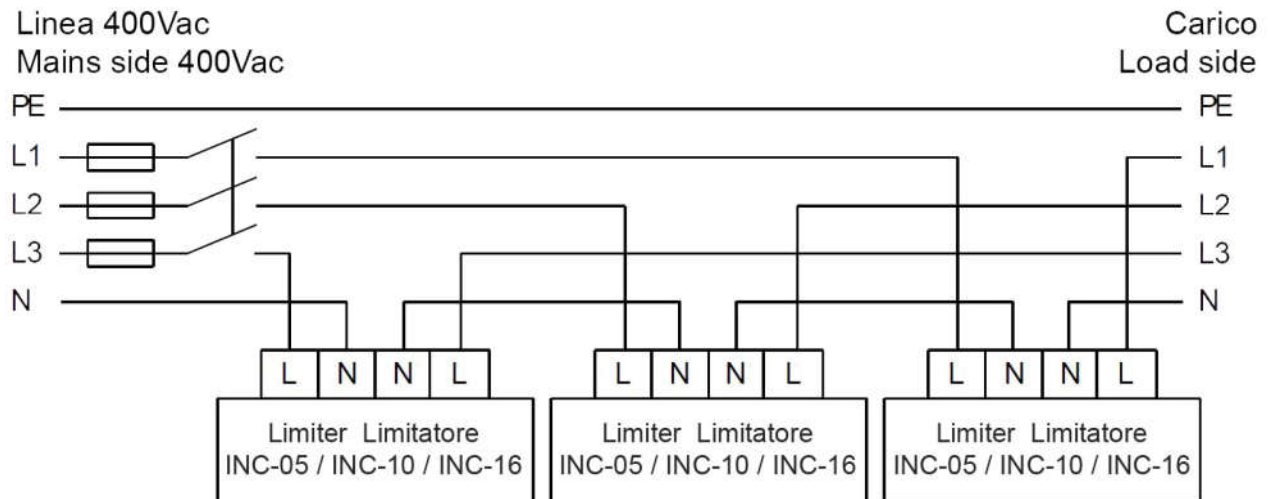 Linea 400Vac
Mains side 400Vac
Carico
Load side
PE
PE
L1
L1
L2
L2
L3
L3
N
N
L N N L
L N N L
L N N L
Limiter Limitatore
INC-05 / INC-10 / INC-16
Limiter Limitatore
INC-05 / INC-10 / INC-16
Limiter Limitatore
INC-05 / INC-10 / INC-16